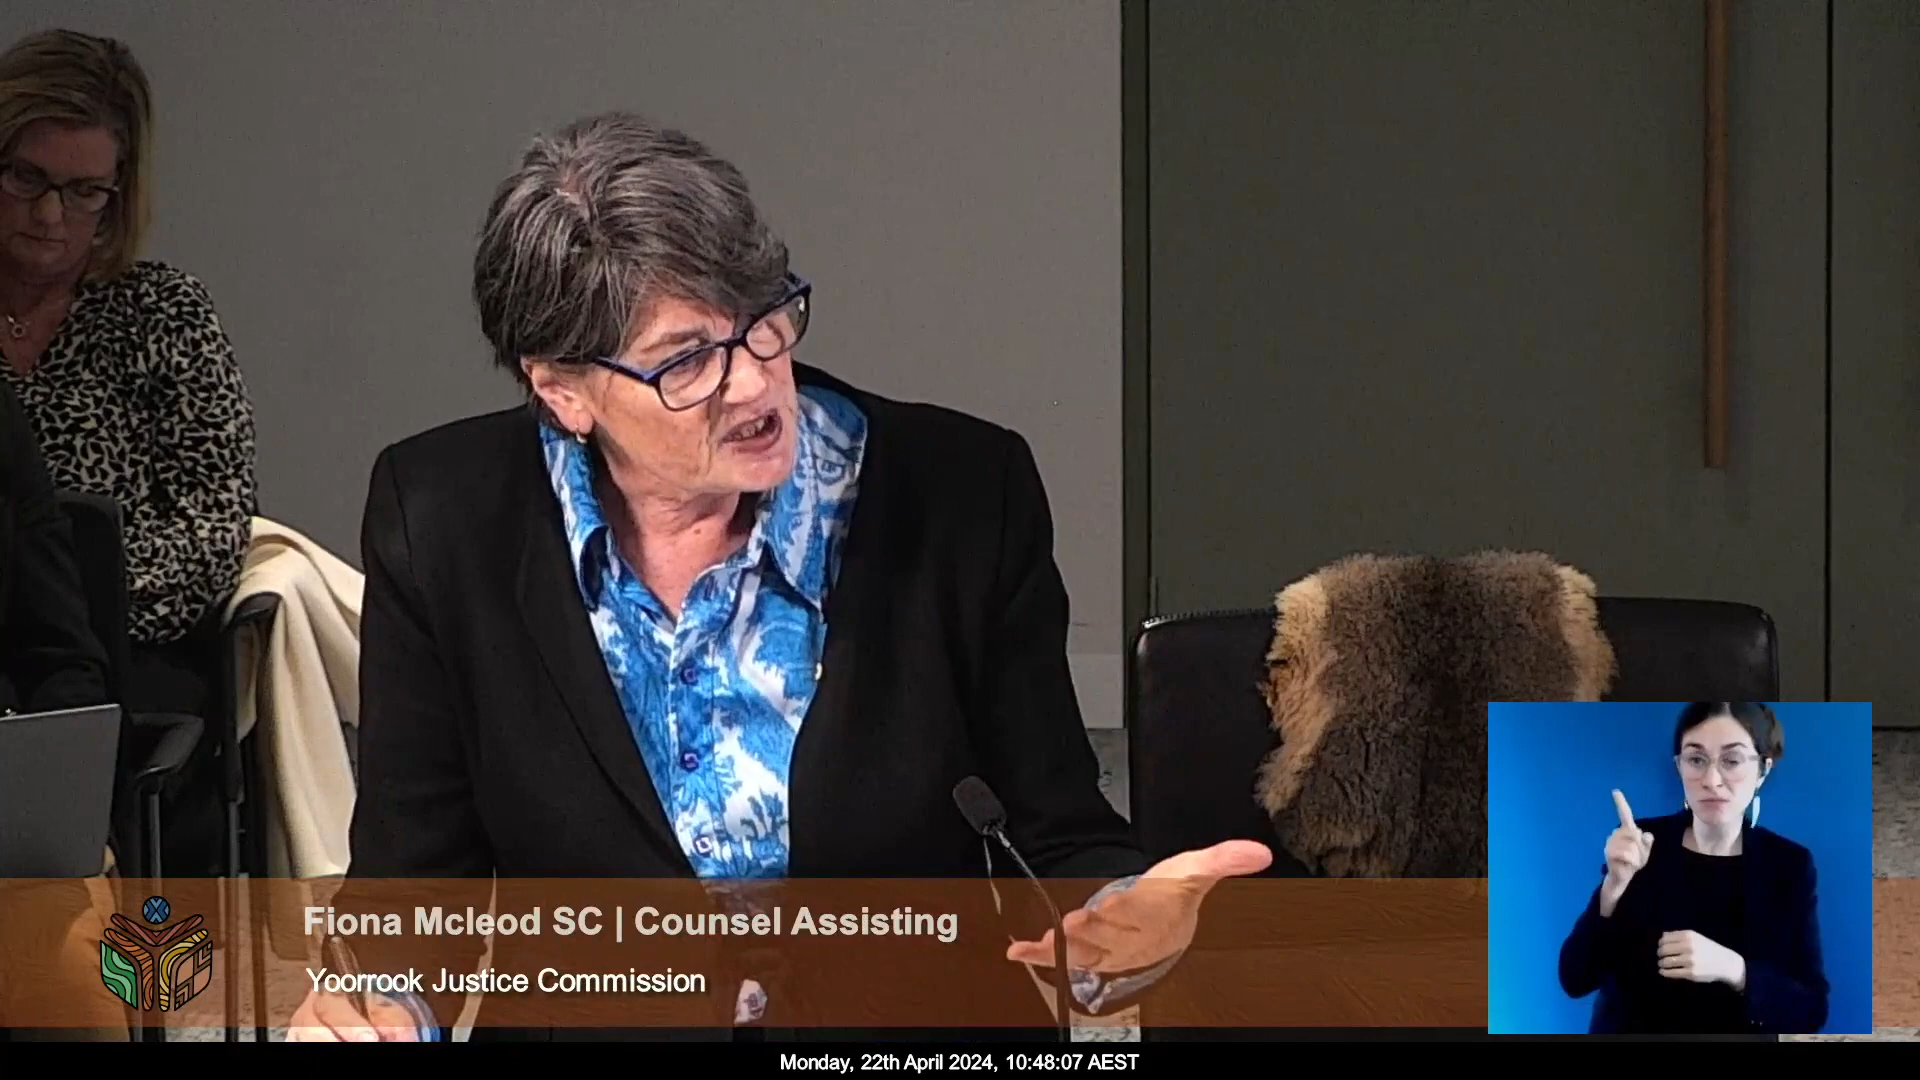 Fiona Mcleod SC | Counsel Assisting
Yoorrook Justice Commission
Monday, 22th April 2024, 10:48:07 AEST